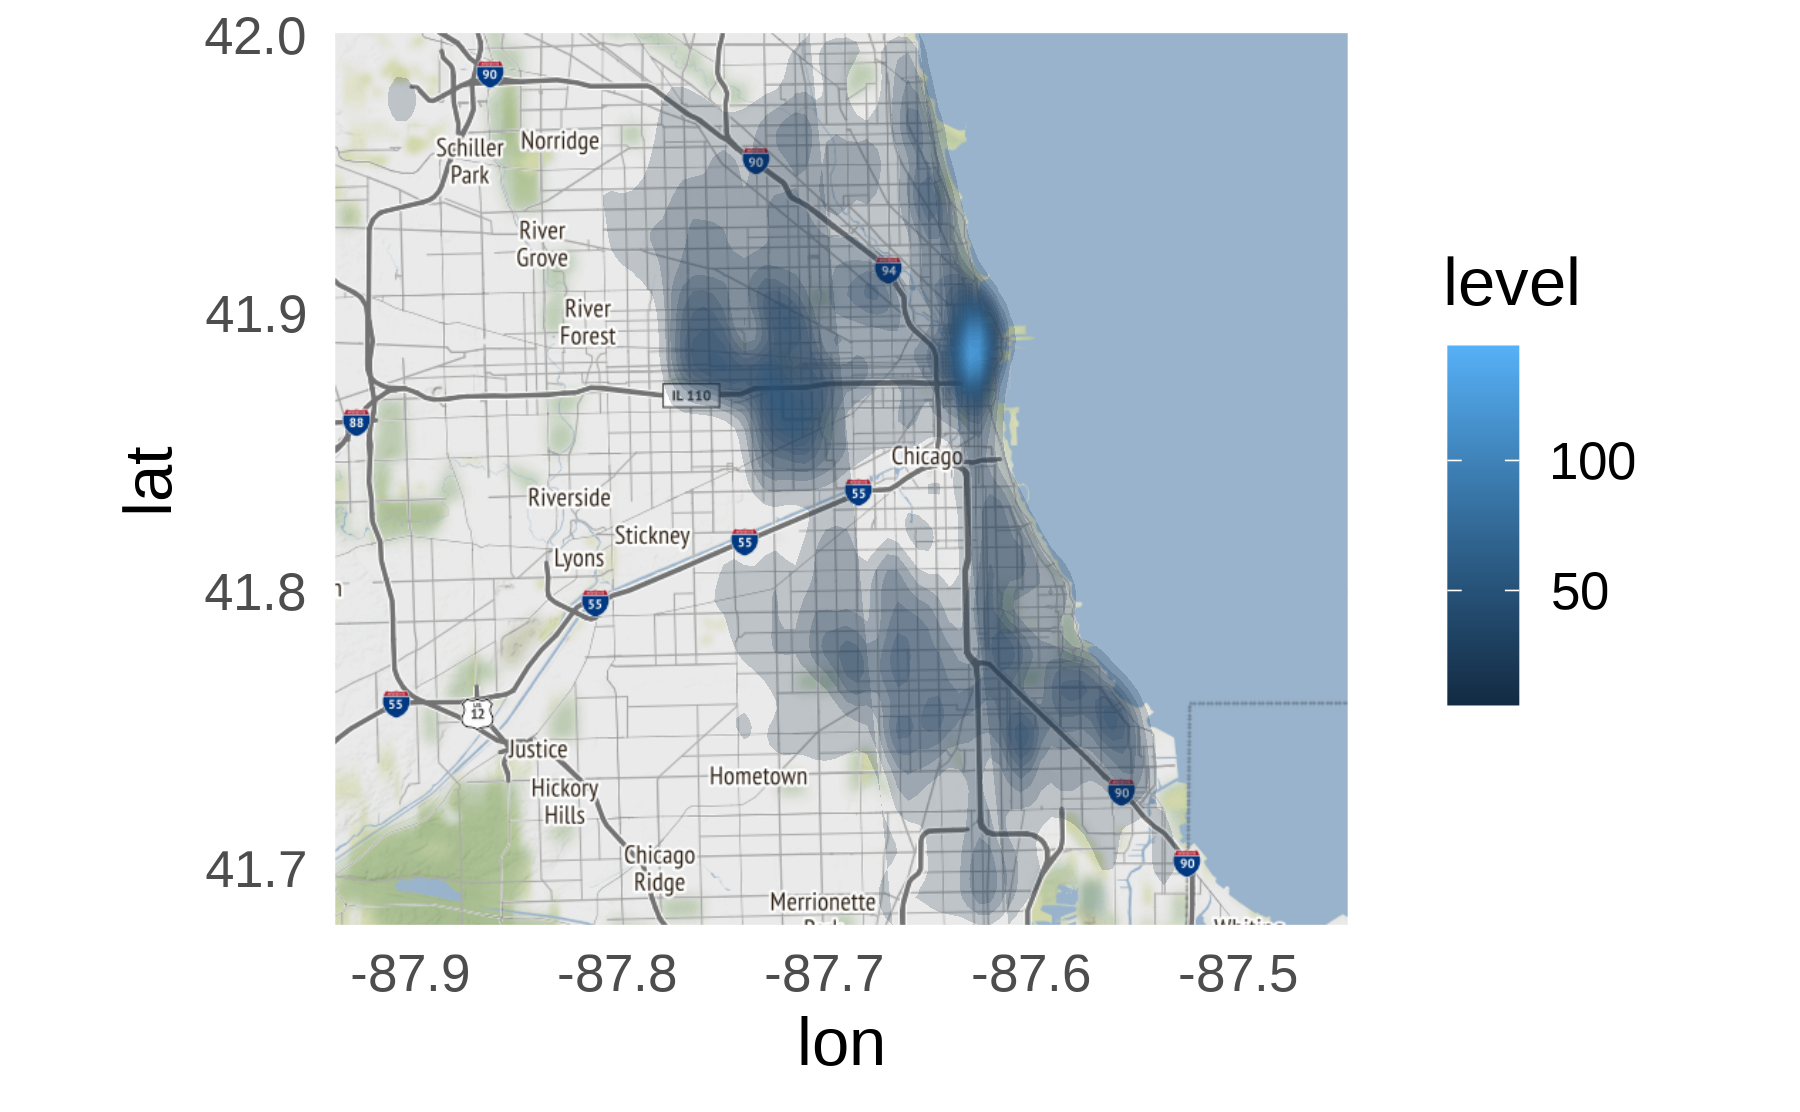 42.0
90
Schiller
Park
Norridge
90
River
Grove
94
level
41.9
River
Forest
IL 110
88
100
lat
Chicago
Riverside
55
Stickney
55
Lyons
41.8
55
50
55
12
Justice
Hometown
Hickory
Hills
90
41.7
Chicago
Ridge
90
Merrionette
-87.9
-87.8
-87.7
-87.6
-87.5
lon